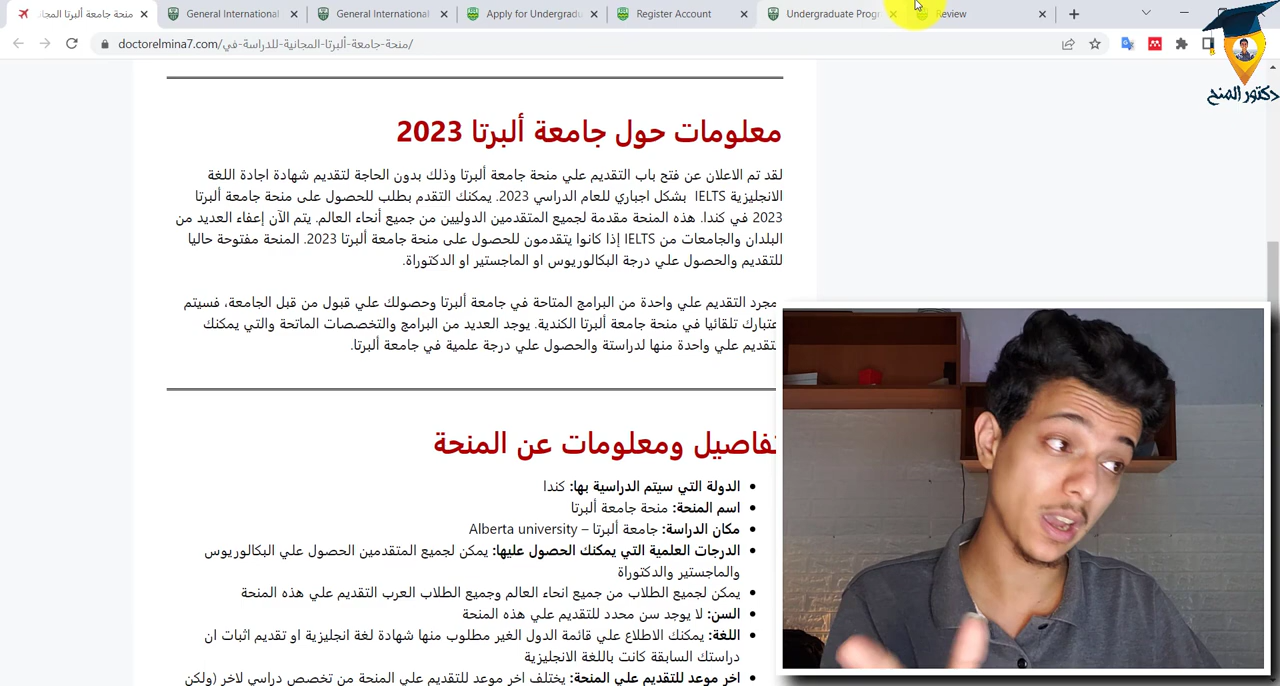 منحة جامعة ألبرتا المجانية
General International
General International
Apply for Undergradu
Register Account
Undergraduate Progr
Review
doctorelmina7.com/منحة-جامعة-ألبرتا-المجانية-للدراسة-في/
دكتور المنح
معلومات حول جامعة ألبرتا 2023
لقد تم الاعلان عن فتح باب التقديم علي منحة جامعة ألبرتا وذلك بدون الحاجة لتقديم شهادة اجادة اللغة
الانجليزية IELTS بشكل اجباري للعام الدراسي 2023. يمكنك التقدم بطلب للحصول على منحة جامعة ألبرتا
2023 في كندا. هذه المنحة مقدمة لجميع المتقدمين الدوليين من جميع أنحاء العالم. يتم الآن إعفاء العديد من
البلدان والجامعات من IELTS إذا كانوا يتقدمون للحصول على منحة جامعة ألبرتا 2023. المنحة مفتوحة حاليا
للتقديم والحصول علي درجة البكالوريوس او الماجستير او الدكتوراة.
مجرد التقديم علي واحدة من البرامج المتاحة في جامعة ألبرتا وحصولك علي قبول من قبل الجامعة، فسيتم
عتبارك تلقائيا في منحة جامعة ألبرتا الكندية. يوجد العديد من البرامج والتخصصات الماتحة والتي يمكنك
لتقديم علي واحدة منها لدراستة والحصول علي درجة علمية في جامعة ألبرتا.
تفاصيل ومعلومات عن المنحة
الدولة التي سيتم الدراسية بها: كندا
اسم المنحة: منحة جامعة ألبرتا
مكان الدراسة: جامعة ألبرتا – Alberta university
الدرجات العلمية التي يمكنك الحصول عليها: يمكن لجميع المتقدمين الحصول علي البكالوريوس
والماجستير والدكتوراة
يمكن لجميع الطلاب من جميع انحاء العالم وجميع الطلاب العرب التقديم علي هذه المنحة
السن: لا يوجد سن محدد للتقديم علي هذه المنحة
اللغة: يمكنك الاطلاع علي قائمة الدول الغير مطلوب منها شهادة لغة انجليزية او تقديم اثبات ان
دراستك السابقة كانت باللغة الانجليزية
اخر موعد للتقديم علي المنحة: يختلف اخر موعد للتقديم علي المنحة من تخصص دراسي لاخر (ولكن